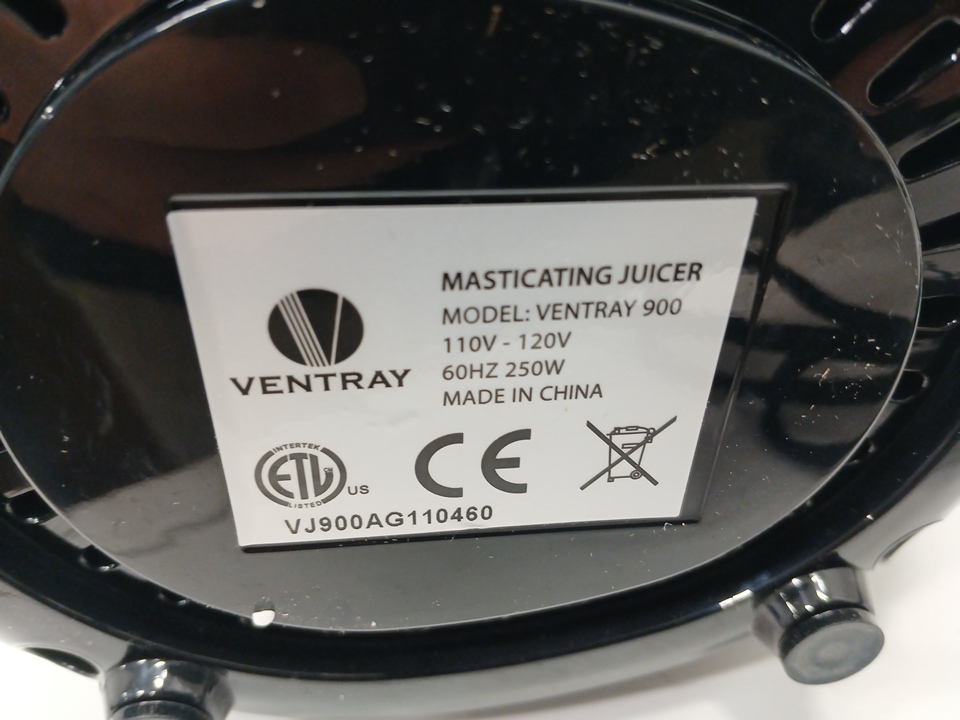 MASTICATING JUICER
MODEL: VENTRAY 900
110V - 120V
60HZ 250W
MADE IN CHINA
VENTRAY
INTERTEK
ETL CM
LISTED
US
CE
VJ900AG110460